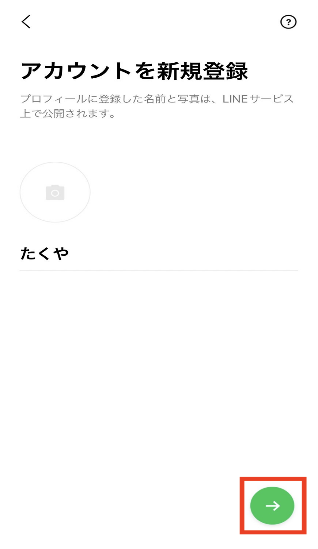 アカウントを新規登録
プロフィールに登録した名前と写真は、LINEサービス
上で公開されます。
たくや